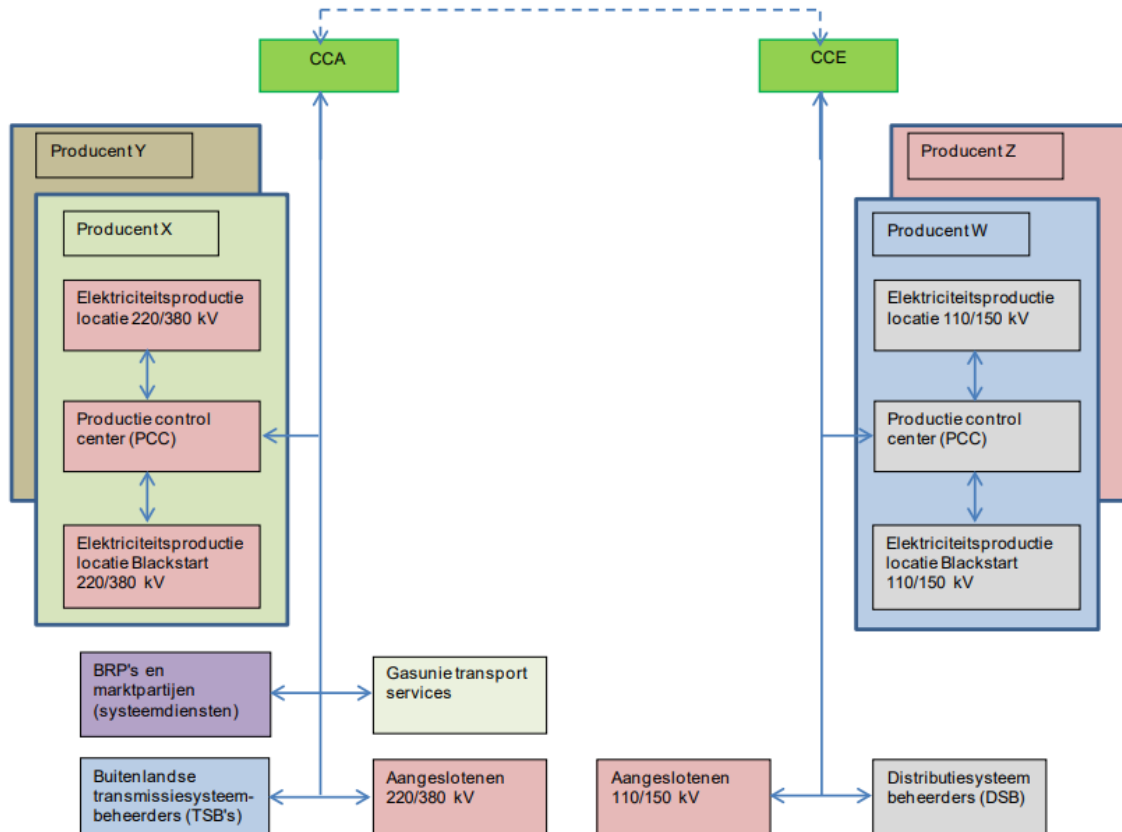 CCA
CCE
Producent Y
Producent X
Elektriciteitsproductie
locatie 220/380 kV
Productie control
center (PCC)
Elektriciteitsproductie
locatie Blackstart
220/380 kV
Producent Z
Producent W
Elektriciteitsproductie
locatie 110/150 kV
Productie control
center (PCC)
Elektriciteitsproductie
locatie Blackstart
110/150 kV
BRP's en
marktpartijen
(systeemdiensten)
Gasunie transport
services
Buitenlandse
transmissiesysteem-
beheerders (TSB's)
Aangeslotenen
220/380 kV
Aangeslotenen
110/150 kV
Distributiesysteem
beheerders (DSB)